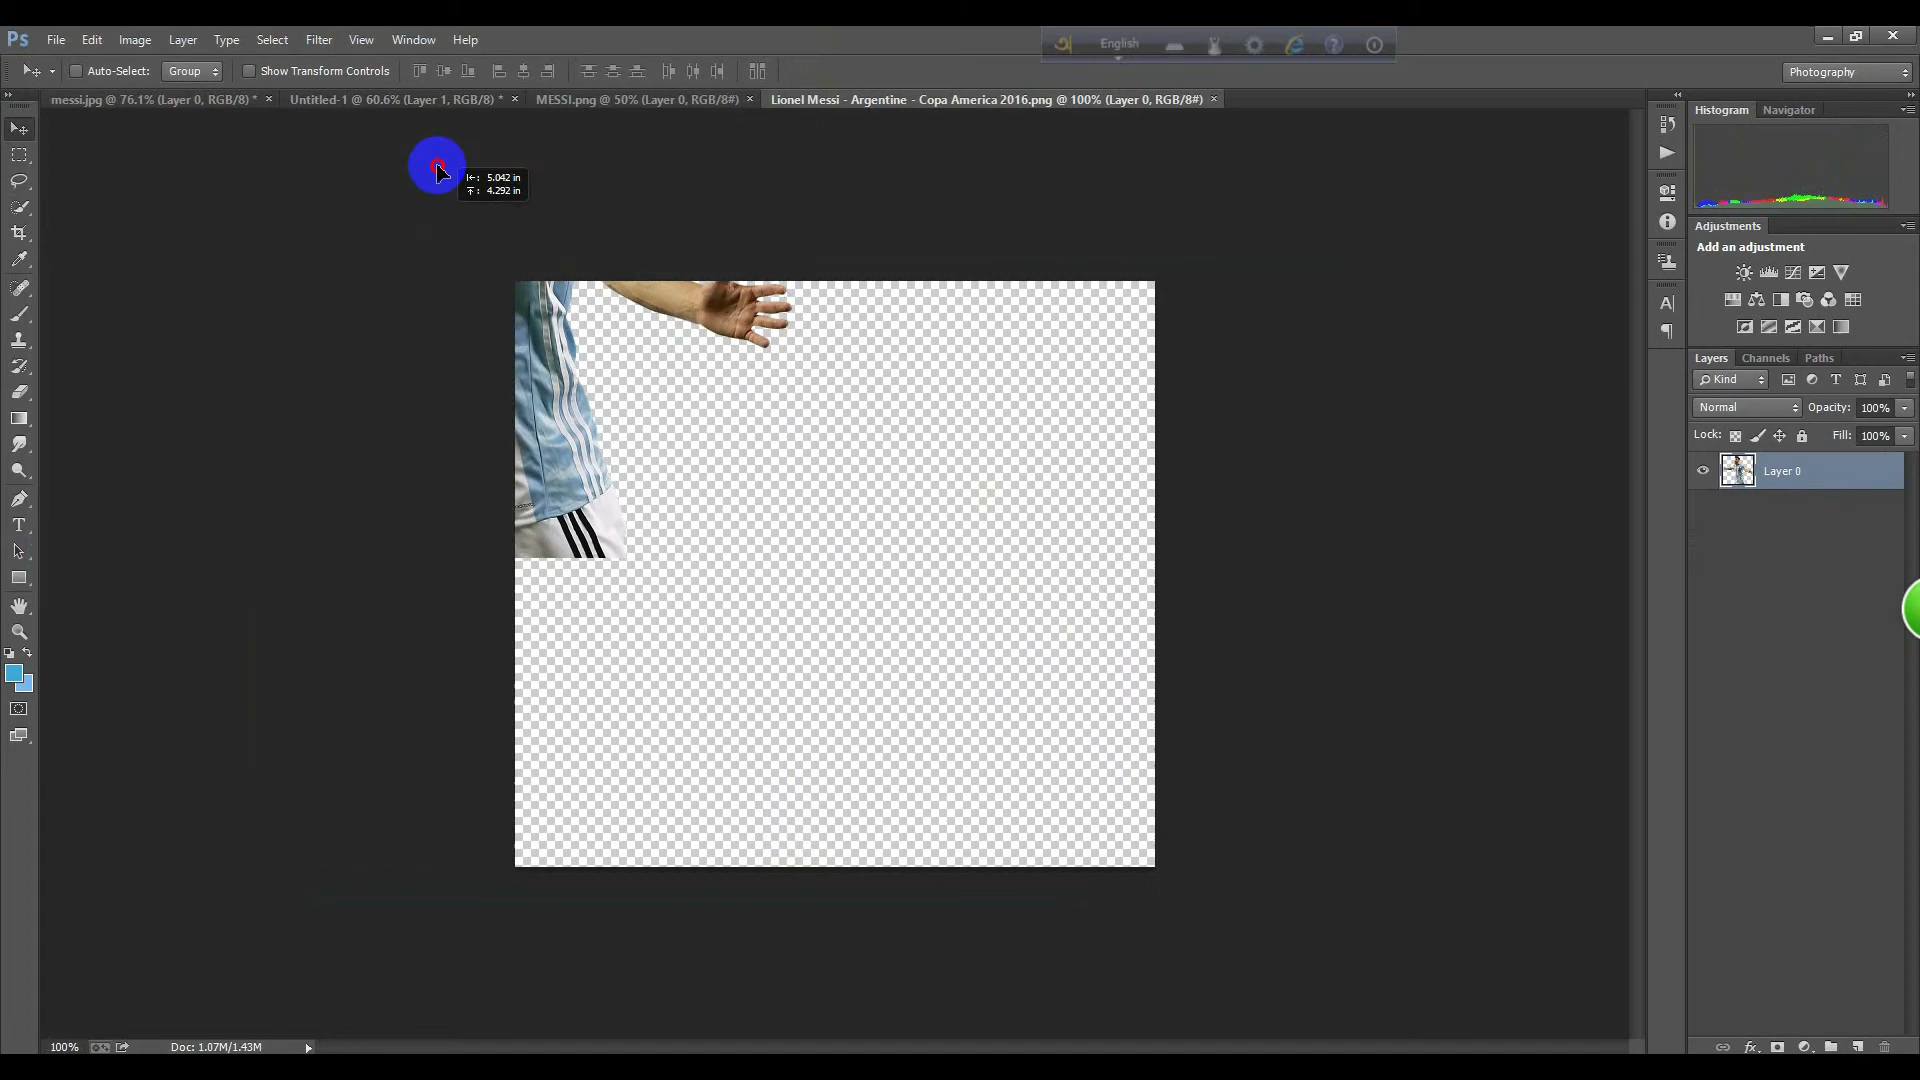 Ps File Edit Image Layer Type Select Filter View Window Help
English
Auto-Select: Group Show Transform Controls
Photography
messi.jpg @ 76.1% (Layer 0, RGB/8) * ×
Untitled-1 @ 60.6% (Layer 1, RGB/8) * ×
MESSI.png @ 50% (Layer 0, RGB/8#) ×
Lionel Messi - Argentine - Copa America 2016.png @ 100% (Layer 0, RGB/8#) ×
Histogram Navigator
5.042 in
4.292 in
Adjustments
Add an adjustment
Layers Channels Paths
Kind
Normal Opacity: 100%
Lock: Fill: 100%
Layer 0
100% Doc: 1.07M/1.43M